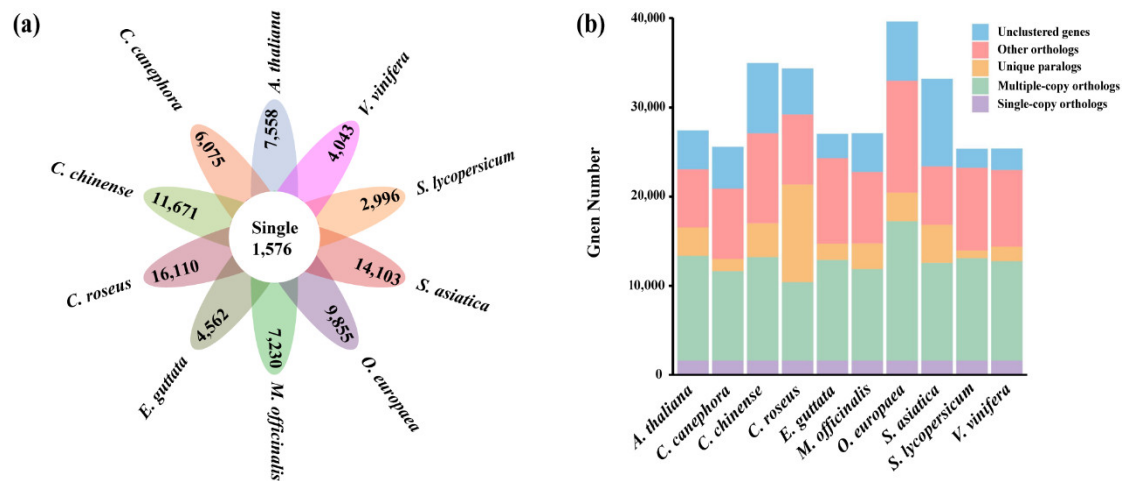 (a)
A. thaliana
7,558
V. vinifera
4,043
S. lycopersicum
2,996
S. asiatica
14,103
O. europaea
9,855
M. officinalis
7,230
E. guttata
4,562
C. roseus
16,110
C. chinense
11,671
C. canephora
6,075
Single
1,576
(b)
Gnen Number
40,000
30,000
20,000
10,000
0
Unclustered genes
Other orthologs
Unique paralogs
Multiple-copy orthologs
Single-copy orthologs
A. thaliana
C. canephora
C. chinense
C. roseus
E. guttata
M. officinalis
O. europaea
S. asiatica
S. lycopersicum
V. vinifera